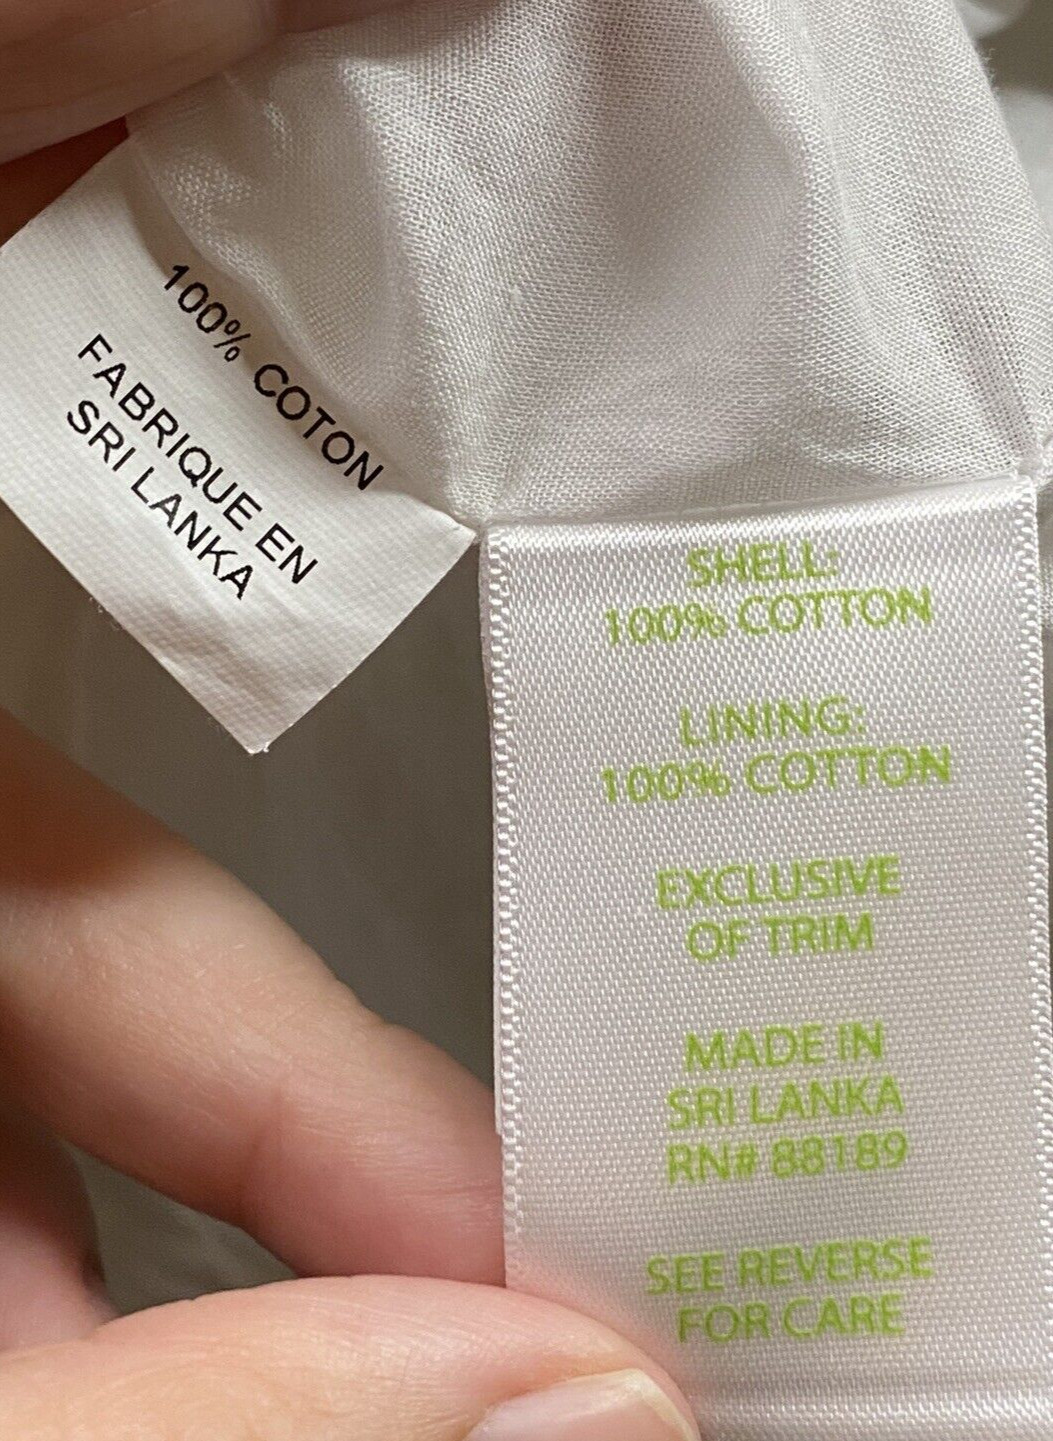 100% COTON
FABRIQUE EN
SRI LANKA
SHELL:
100% COTTON
LINING:
100% COTTON
EXCLUSIVE
OF TRIM
MADE IN
SRI LANKA
RN# 88189
SEE REVERSE
FOR CARE